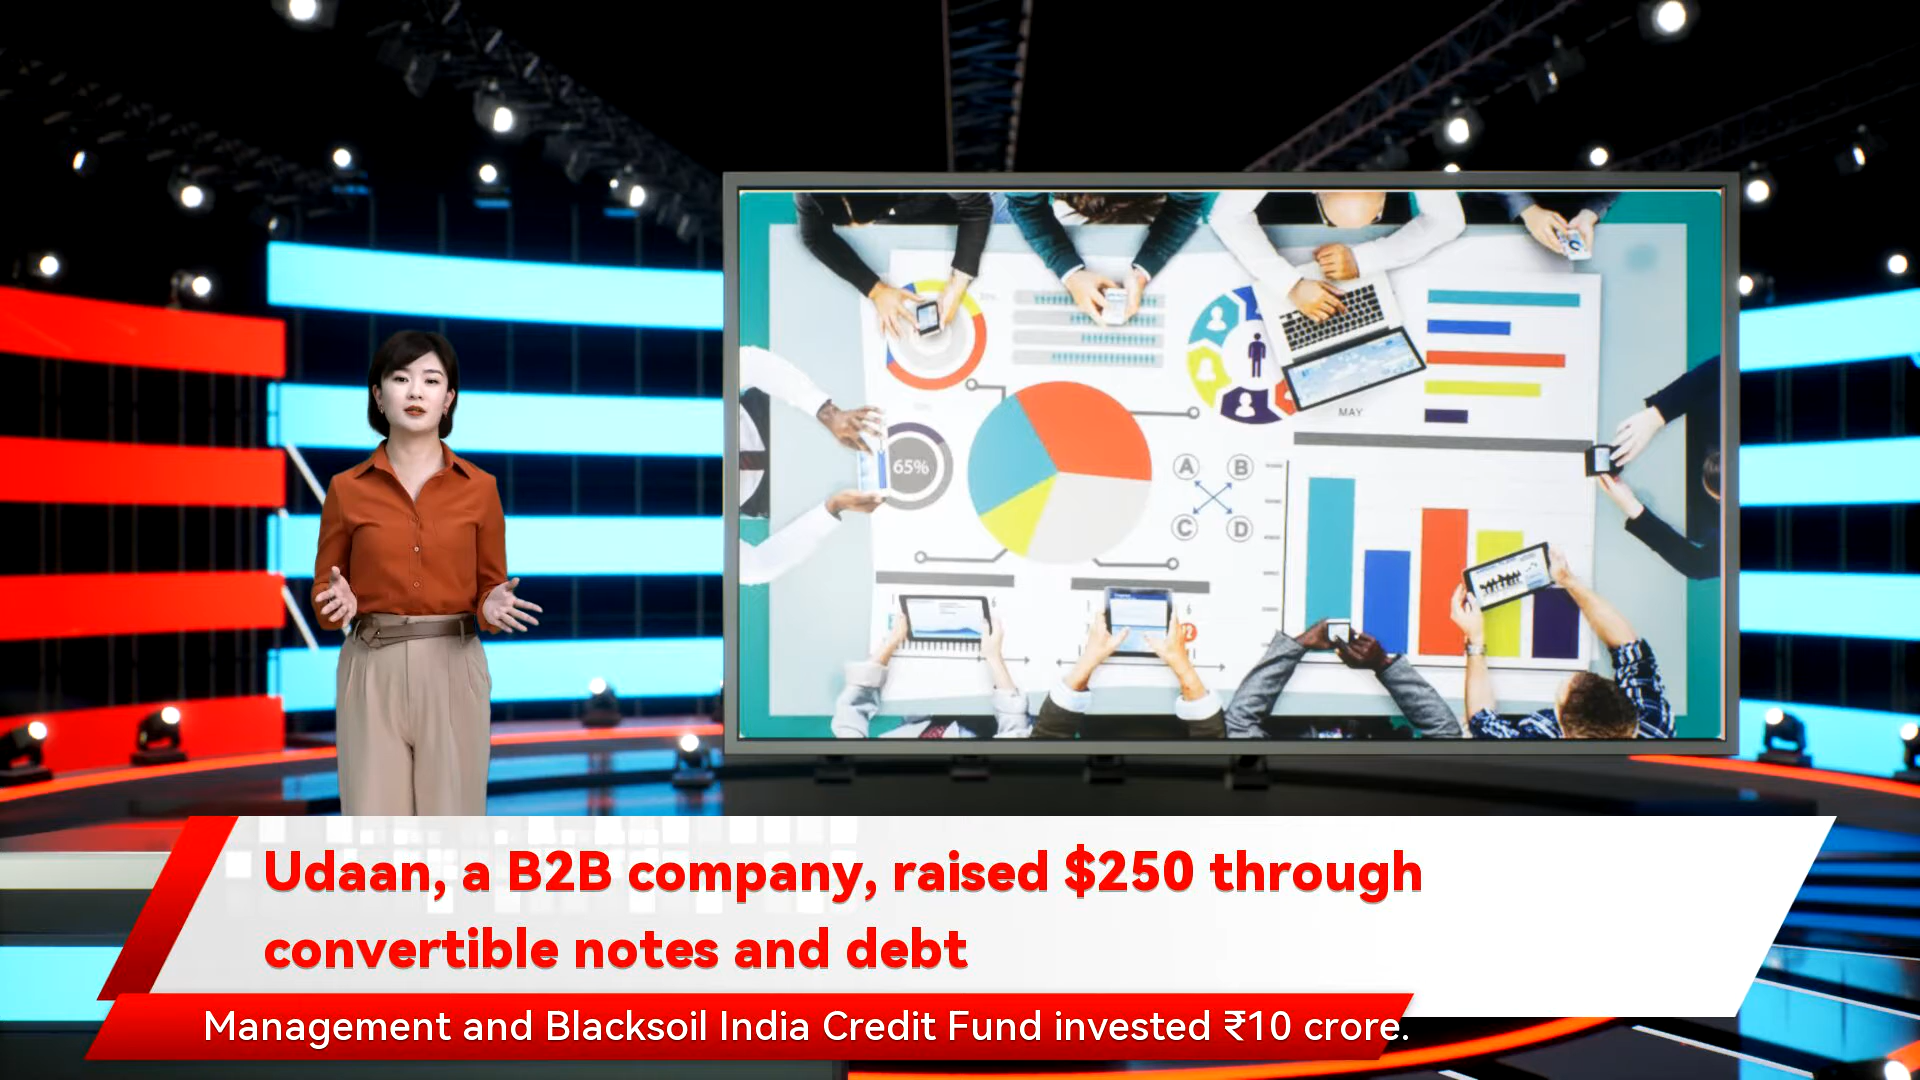 MAY
65%
A
B
C
D
Udaan, a B2B company, raised $250 through
convertible notes and debt
Management and Blacksoil India Credit Fund invested ₹10 crore.